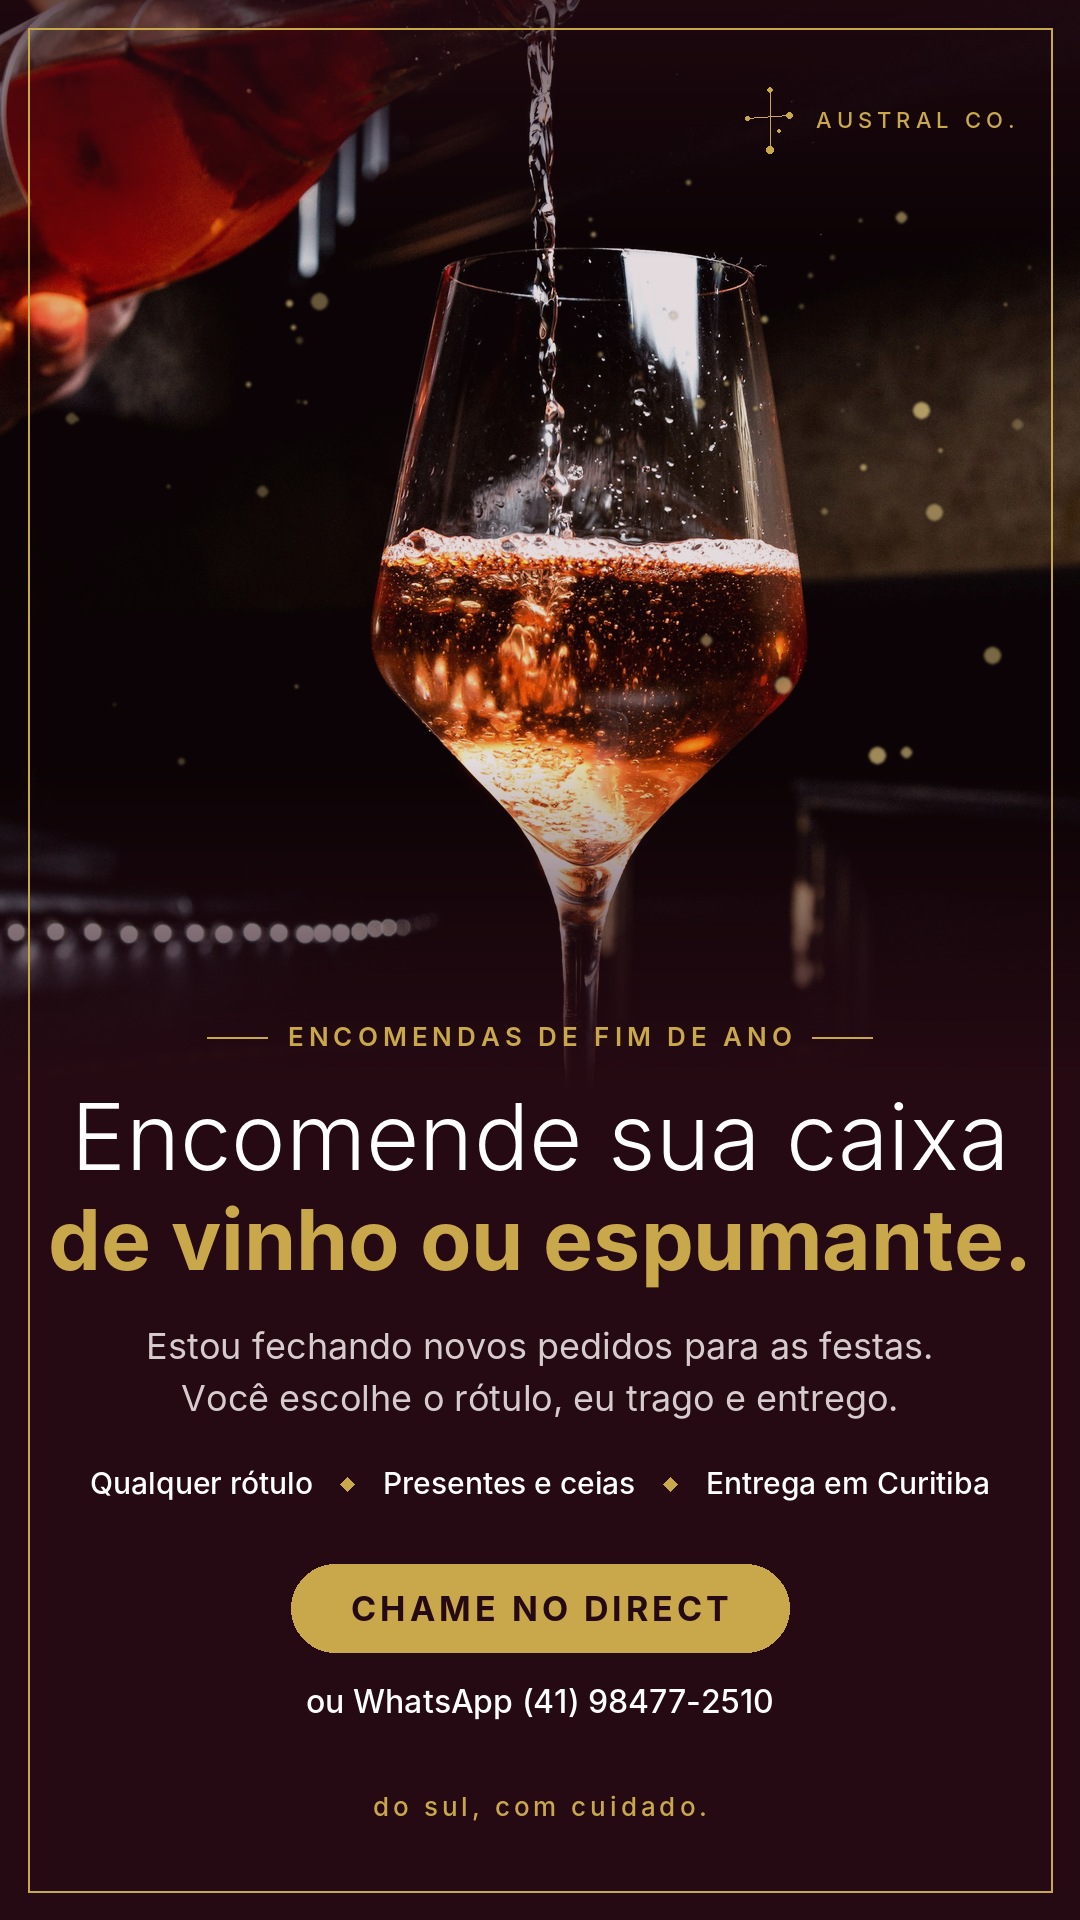 AUSTRAL CO.
ENCOMENDAS DE FIM DE ANO
Encomende sua caixa
de vinho ou espumante.
Estou fechando novos pedidos para as festas.
Você escolhe o rótulo, eu trago e entrego.
Qualquer rótulo ◆ Presentes e ceias ◆ Entrega em Curitiba
CHAME NO DIRECT
ou WhatsApp (41) 98477-2510
do sul, com cuidado.